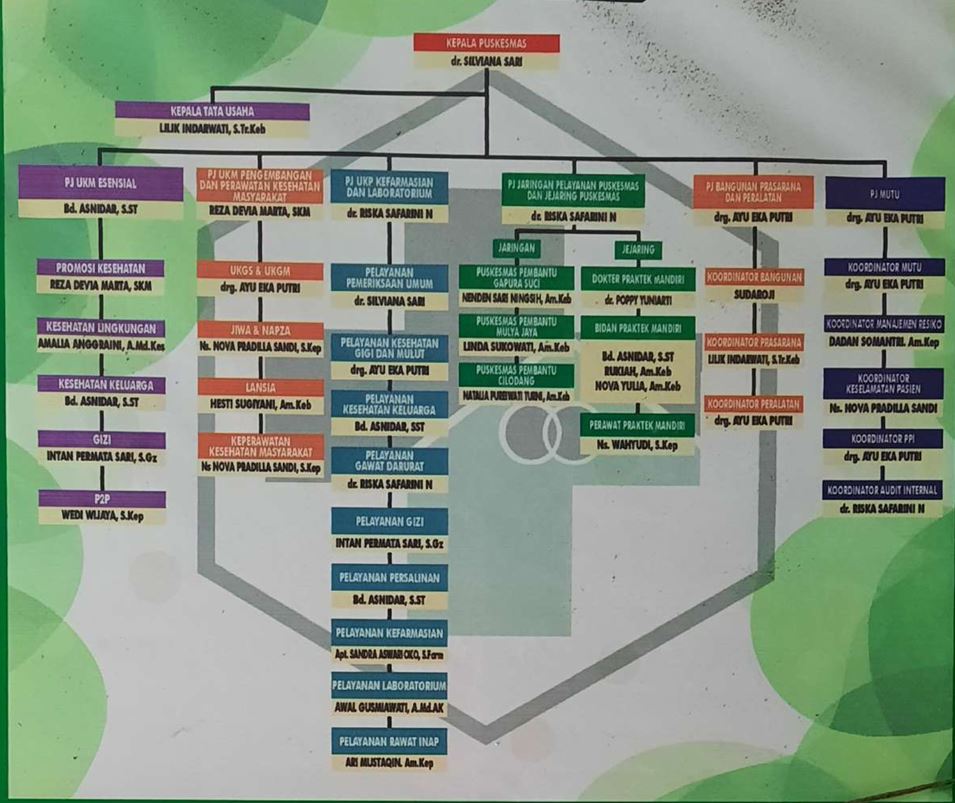 KEPALA PUSKESMAS
dr. SILVIANA SARI
KEPALA TATA USAHA
LILIK INDARWATI, S.Tr.Keb
PJ UKM ESENSIAL
Bd. ASNIDAR, S.ST
PROMOSI KESEHATAN
REZA DEVIA MARTA, SKM
KESEHATAN LINGKUNGAN
AMALIA ANGGRAINI, A.Md.Kes
KESEHATAN KELUARGA
Bd. ASNIDAR, S.ST
GIZI
INTAN PERMATA SARI, S.Gz
P2P
WEDI WIJAYA, S.Kep
PJ UKM PENGEMBANGAN
DAN PERAWATAN KESEHATAN
MASYARAKAT
REZA DEVIA MARTA, SKM
UKGS & UKGM
drg. AYU EKA PUTRI
JIWA & NAPZA
Ns. NOVA PRADILLA SANDI, S.Kep
LANSIA
HESTI SUGIYANI, Am.Keb
KEPERAWATAN
KESEHATAN MASYARAKAT
Ns NOVA PRADILLA SANDI, S.Kep
PJ UKP KEFARMASIAN
DAN LABORATORIUM
dr. RISKA SAFARINI N
PELAYANAN
PEMERIKSAAN UMUM
dr. SILVIANA SARI
PELAYANAN KESEHATAN
GIGI DAN MULUT
drg. AYU EKA PUTRI
PELAYANAN
KESEHATAN KELUARGA
Bd. ASNIDAR, SST
PELAYANAN
GAWAT DARURAT
dr. RISKA SAFARINI N
PELAYANAN GIZI
INTAN PERMATA SARI, S.Gz
PELAYANAN PERSALINAN
Bd. ASNIDAR, S.ST
PELAYANAN KEFARMASIAN
Apt. SANDRA ASWARI OKO, S.Farm
PELAYANAN LABORATORIUM
AWAL GUSMIAWATI, A.Md.AK
PELAYANAN RAWAT INAP
ARI MUSTAQIN. Am.Kep
PJ JARINGAN PELAYANAN PUSKESMAS
DAN JEJARING PUSKESMAS
dr. RISKA SAFARINI N
JARINGAN
PUSKESMAS PEMBANTU
GAPURA SUCI
NENDEN SARI NINGSIH, Am.Keb
PUSKESMAS PEMBANTU
MULYA JAYA
LINDA SUKOWATI, Am.Keb
PUSKESMAS PEMBANTU
CILODANG
NATALIA PUREWATI TURNI, Am.Keb
JEJARING
DOKTER PRAKTEK MANDIRI
dr. POPPY YUNIARTI
BIDAN PRAKTEK MANDIRI
Bd. ASNIDAR, S.ST
RUKIAH, Am.Keb
NOVA YULIA, Am.Keb
PERAWAT PRAKTEK MANDIRI
Ns. WAHYUDI, S.Kep
PJ BANGUNAN PRASARANA
DAN PERALATAN
drg. AYU EKA PUTRI
KOORDINATOR BANGUNAN
SUDAROJI
KOORDINATOR PRASARANA
LILIK INDARWATI, S.Tr.Keb
KOORDINATOR PERALATAN
drg. AYU EKA PUTRI
PJ MUTU
drg. AYU EKA PUTRI
KOORDINATOR MUTU
drg. AYU EKA PUTRI
KOORDINATOR MANAJEMEN RESIKO
DADAN SOMANTRI. Am.Kep
KOORDINATOR
KESELAMATAN PASIEN
Ns. NOVA PRADILLA SANDI
KOORDINATOR PPI
drg. AYU EKA PUTRI
KOORDINATOR AUDIT INTERNAL
dr. RISKA SAFARINI N